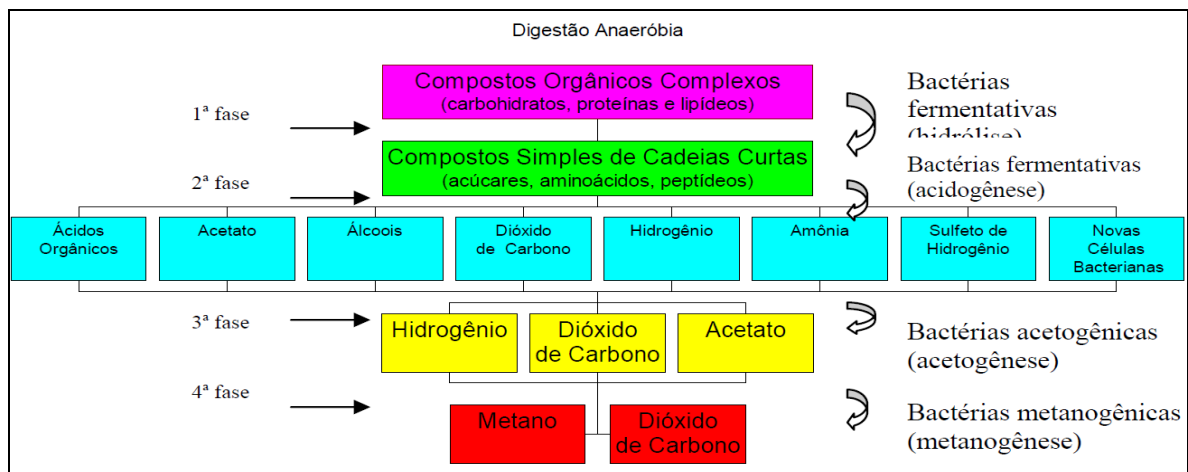 Digestão Anaeróbia
Compostos Orgânicos Complexos
(carbohidratos, proteínas e lipídeos)
Bactérias
fermentativas
(hidrólise)
1ª fase
Compostos Simples de Cadeias Curtas
(acúcares, aminoácidos, peptídeos)
Bactérias fermentativas
(acidogênese)
2ª fase
Ácidos
Orgânicos
Acetato
Álcoois
Dióxido
de Carbono
Hidrogênio
Amônia
Sulfeto de
Hidrogênio
Novas
Células
Bacterianas
3ª fase
Hidrogênio
Dióxido
de Carbono
Acetato
Bactérias acetogênicas
(acetogênese)
4ª fase
Metano
Dióxido
de Carbono
Bactérias metanogênicas
(metanogênese)